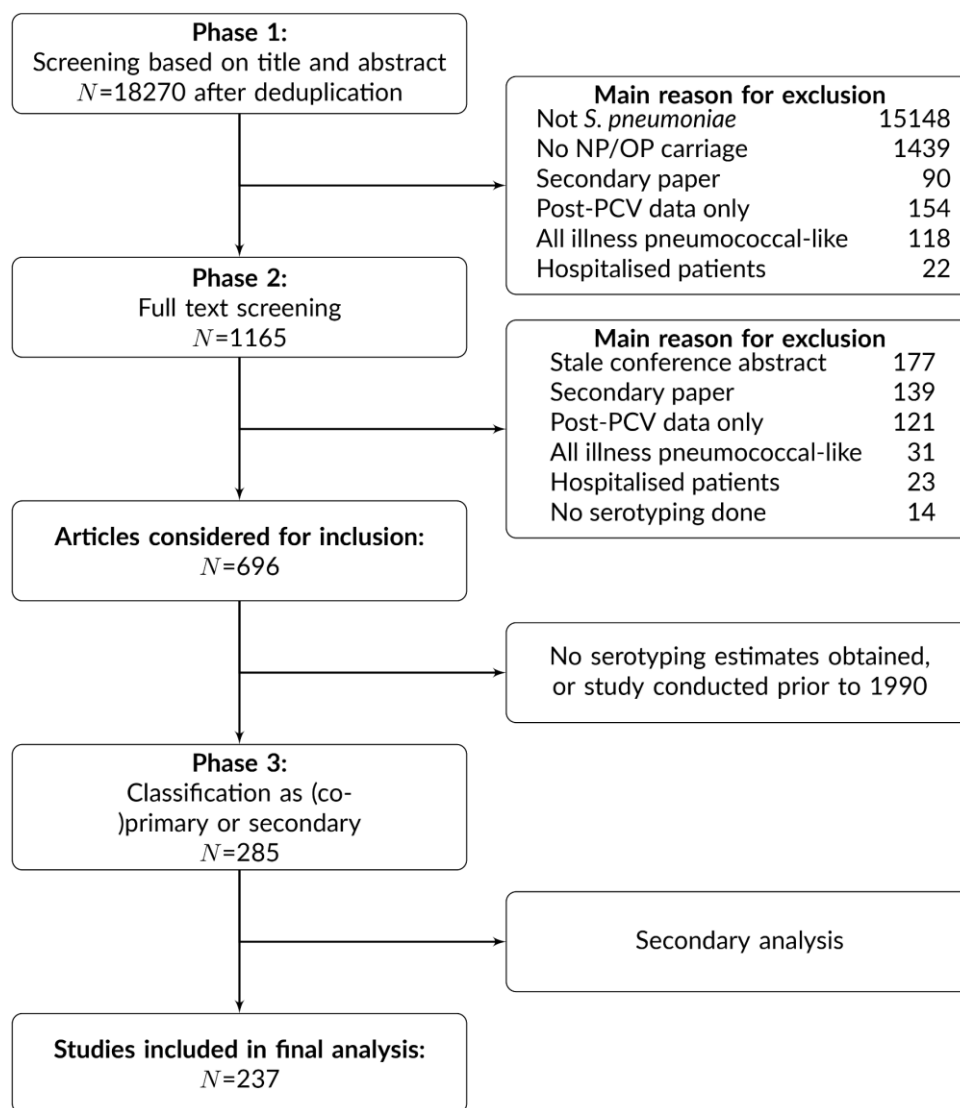 Phase 1:
Screening based on title and abstract
N=18270 after deduplication
Main reason for exclusion
Not S. pneumoniae 15148
No NP/OP carriage 1439
Secondary paper 90
Post-PCV data only 154
All illness pneumococcal-like 118
Hospitalised patients 22
Phase 2:
Full text screening
N=1165
Main reason for exclusion
Stale conference abstract 177
Secondary paper 139
Post-PCV data only 121
All illness pneumococcal-like 31
Hospitalised patients 23
No serotyping done 14
Articles considered for inclusion:
N=696
No serotyping estimates obtained,
or study conducted prior to 1990
Phase 3:
Classification as (co-
)primary or secondary
N=285
Secondary analysis
Studies included in final analysis:
N=237